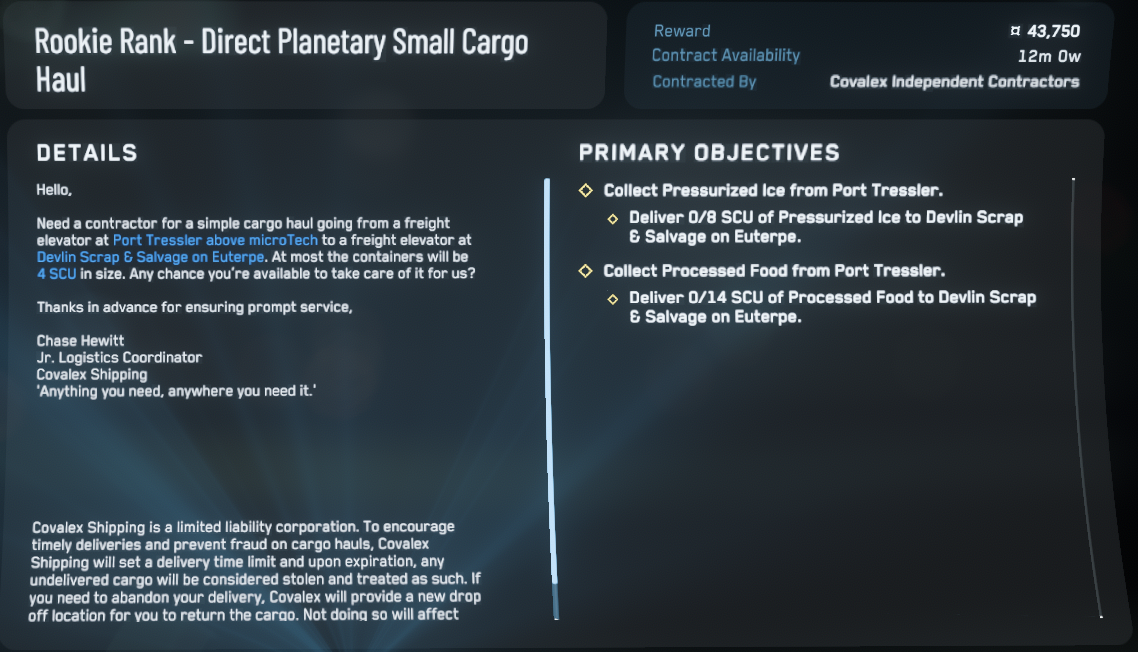 Rookie Rank - Direct Planetary Small Cargo
Haul
Reward ¤ 43,750
Contract Availability 12m 0w
Contracted By Covalex Independent Contractors
DETAILS
Hello,
Need a contractor for a simple cargo haul going from a freight
elevator at Port Tressler above microTech to a freight elevator at
Devlin Scrap & Salvage on Euterpe. At most the containers will be
4 SCU in size. Any chance you're available to take care of it for us?
Thanks in advance for ensuring prompt service,
Chase Hewitt
Jr. Logistics Coordinator
Covalex Shipping
'Anything you need, anywhere you need it.'
Covalex Shipping is a limited liability corporation. To encourage
timely deliveries and prevent fraud on cargo hauls, Covalex
Shipping will set a delivery time limit and upon expiration, any
undelivered cargo will be considered stolen and treated as such. If
you need to abandon your delivery, Covalex will provide a new drop
off location for you to return the cargo. Not doing so will affect
PRIMARY OBJECTIVES
Collect Pressurized Ice from Port Tressler.
Deliver 0/8 SCU of Pressurized Ice to Devlin Scrap
& Salvage on Euterpe.
Collect Processed Food from Port Tressler.
Deliver 0/14 SCU of Processed Food to Devlin Scrap
& Salvage on Euterpe.